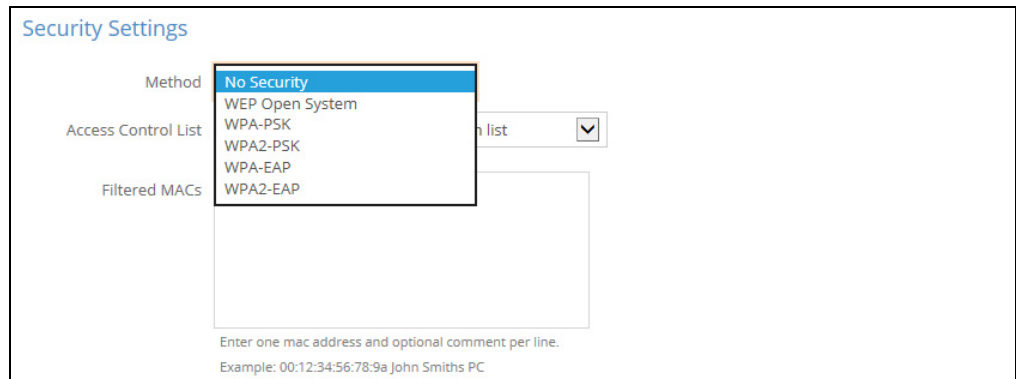 Security Settings
Method
No Security
WEP Open System
WPA-PSK
WPA2-PSK
WPA-EAP
WPA2-EAP
Access Control List
list
Filtered MACs
Enter one mac address and optional comment per line.
Example: 00:12:34:56:78:9a John Smiths PC